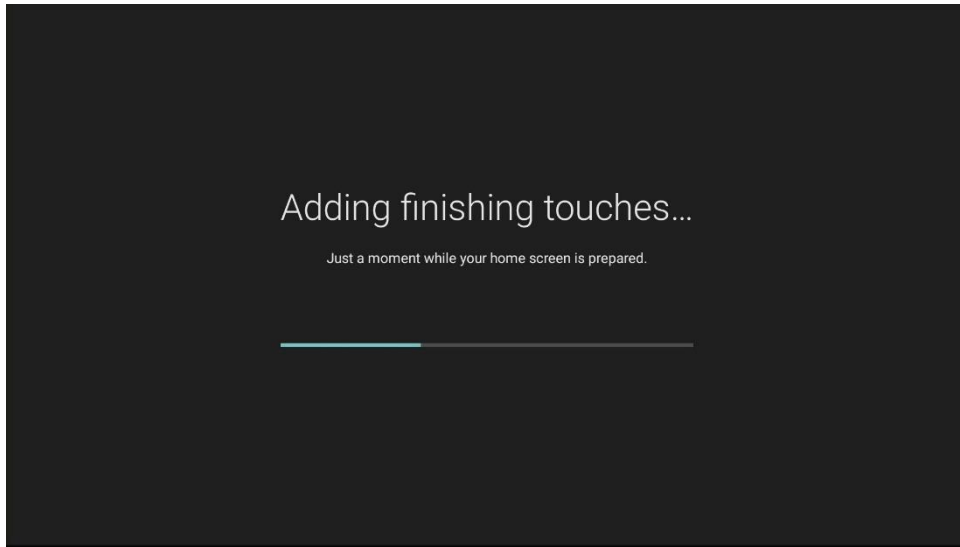 Adding finishing touches…
Just a moment while your home screen is prepared.